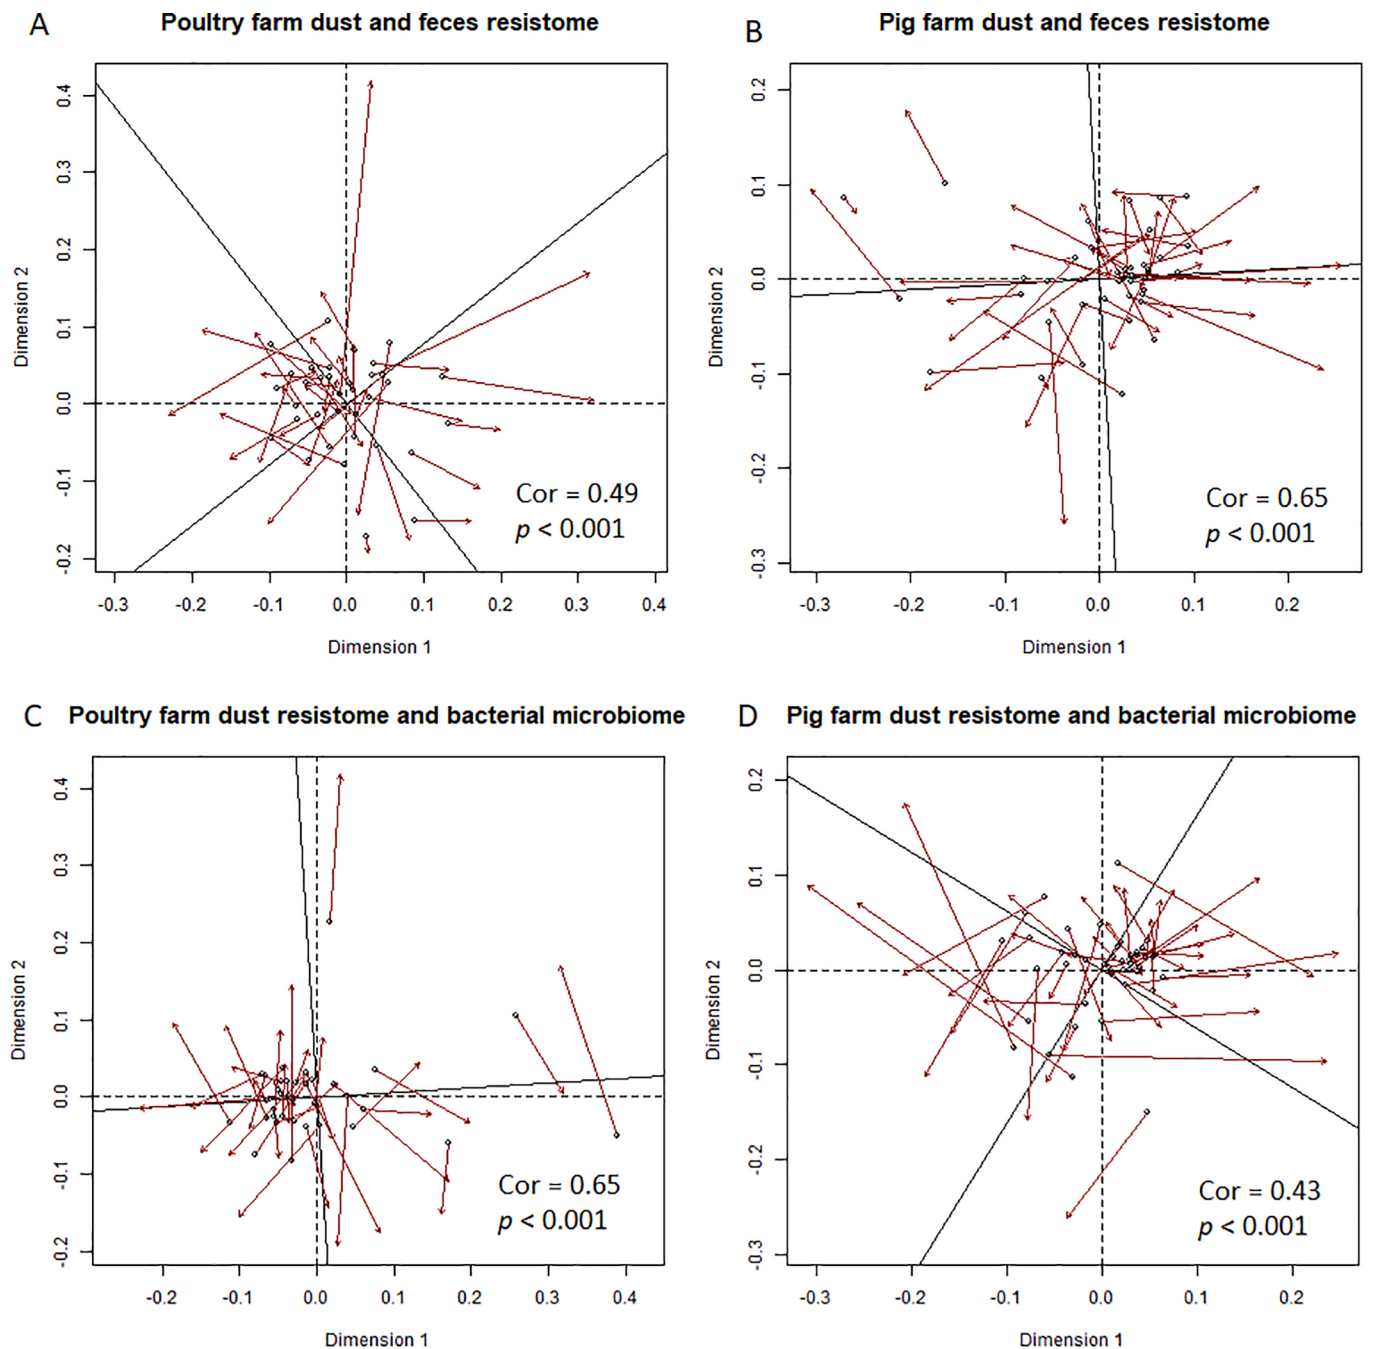 A
Poultry farm dust and feces resistome
Dimension 2
0.4
0.3
0.2
0.1
0.0
-0.1
-0.2
Cor = 0.49
p < 0.001
-0.3 -0.2 -0.1 0.0 0.1 0.2 0.3 0.4
Dimension 1
B
Pig farm dust and feces resistome
Dimension 2
0.2
0.1
0.0
-0.1
-0.2
-0.3
Cor = 0.65
p < 0.001
-0.3 -0.2 -0.1 0.0 0.1 0.2
Dimension 1
C
Poultry farm dust resistome and bacterial microbiome
Dimension 2
0.4
0.3
0.2
0.1
0.0
-0.1
-0.2
Cor = 0.65
p < 0.001
-0.2 -0.1 0.0 0.1 0.2 0.3 0.4
Dimension 1
D
Pig farm dust resistome and bacterial microbiome
Dimension 2
0.2
0.1
0.0
-0.1
-0.2
-0.3
Cor = 0.43
p < 0.001
-0.3 -0.2 -0.1 0.0 0.1 0.2
Dimension 1